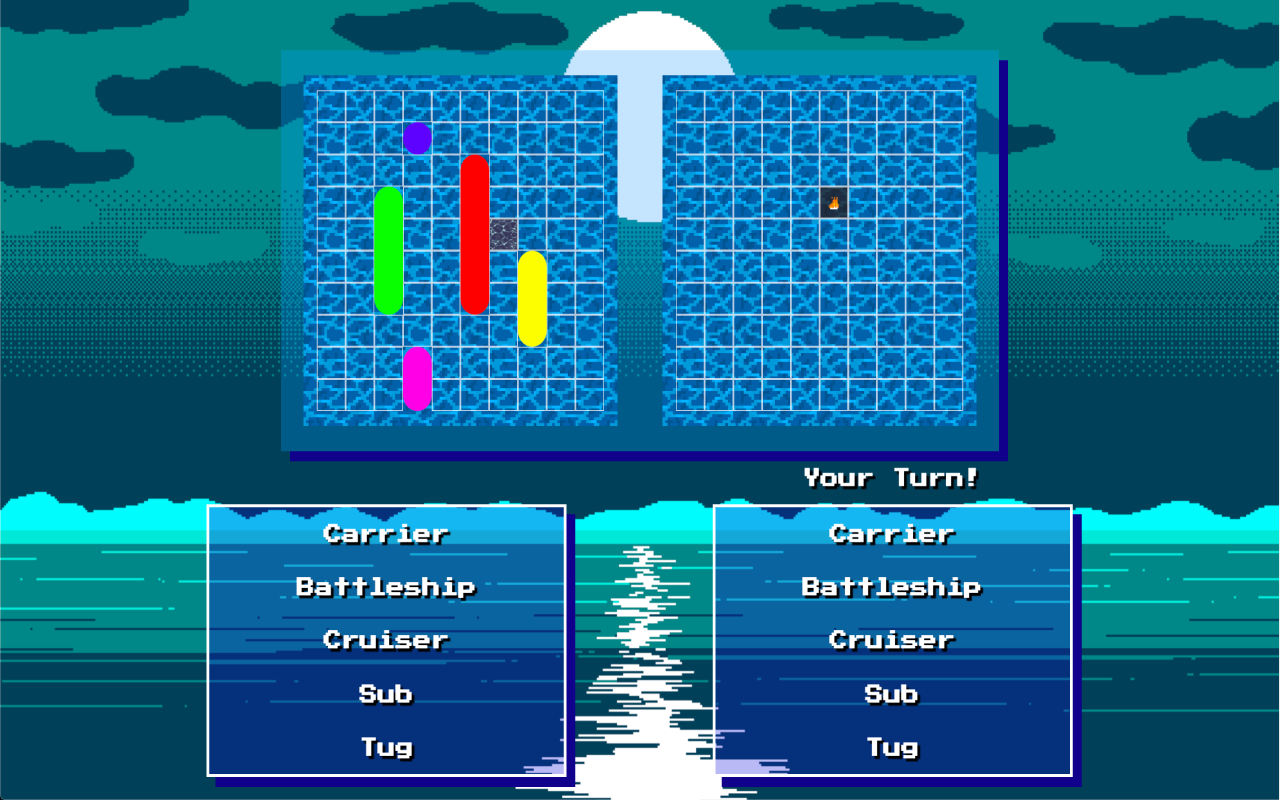 Your Turn!
Carrier
Battleship
Cruiser
Sub
Tug
Carrier
Battleship
Cruiser
Sub
Tug